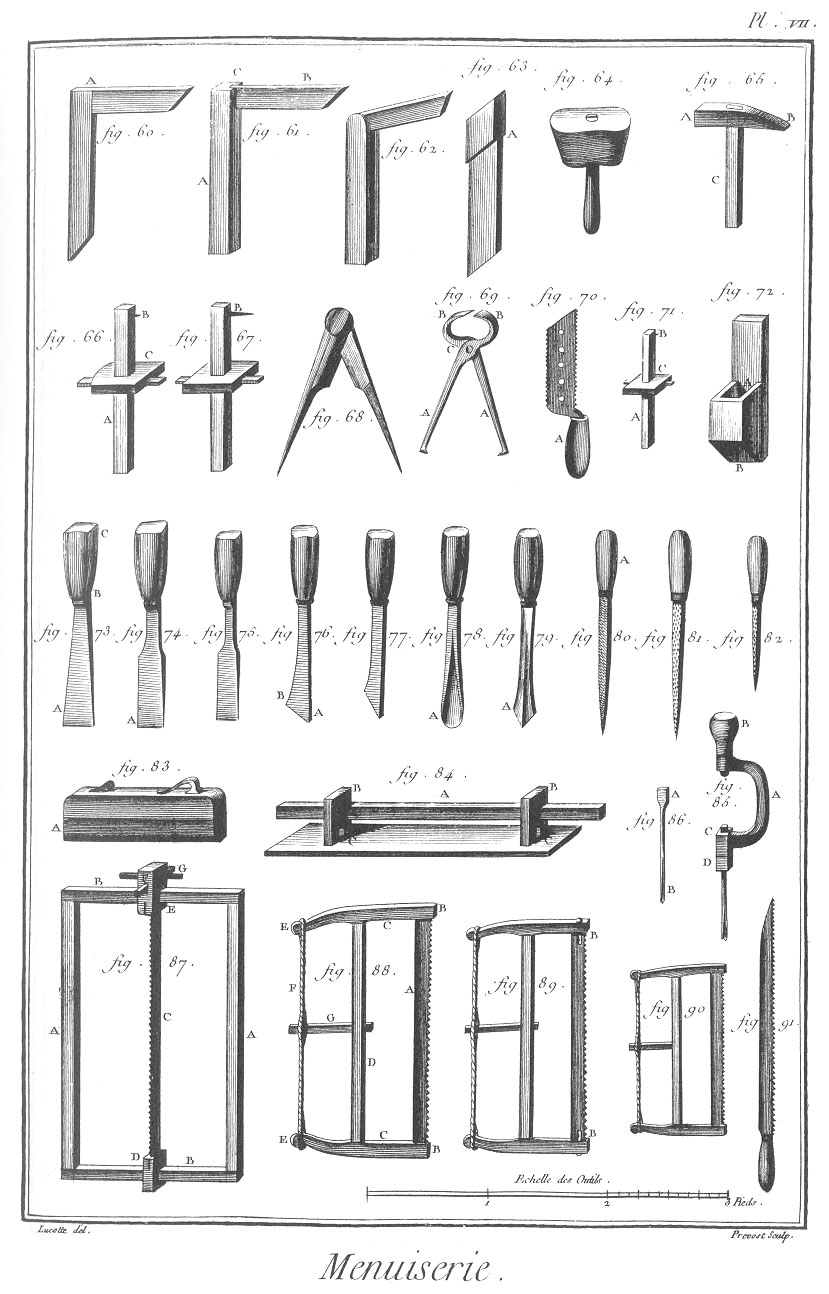 Pl. VII.
fig. 63.
C
B
A
fig. 64.
fig. 65.
A
B
fig. 60.
fig. 61.
fig. 62.
A
A
C
fig. 69.
fig. 70.
fig. 72.
B
B
B
B
fig. 71.
B
fig. 66.
fig. 67.
C
C
C
A
fig. 68.
A
A
A
A
A
B
C
B
A
fig. 73.
fig. 74.
fig. 75.
fig. 76.
fig. 77.
fig. 78.
fig. 79.
fig. 80.
fig. 81.
fig. 82.
A
A
B
A
A
A
B
fig. 83.
fig. 84.
A
B
B
A
C
fig. 85.
A
fig. 86.
A
B
C
D
G
B
E
fig. 87.
A
C
A
D
B
B
E
C
fig. 88.
F
A
G
D
E
C
B
B
fig. 89.
B
fig. 90
fig. 91.
Echelle des Outils.
1
2
3 Pieds.
Lucotte del.
Prevost Sculp.
Menuiserie.